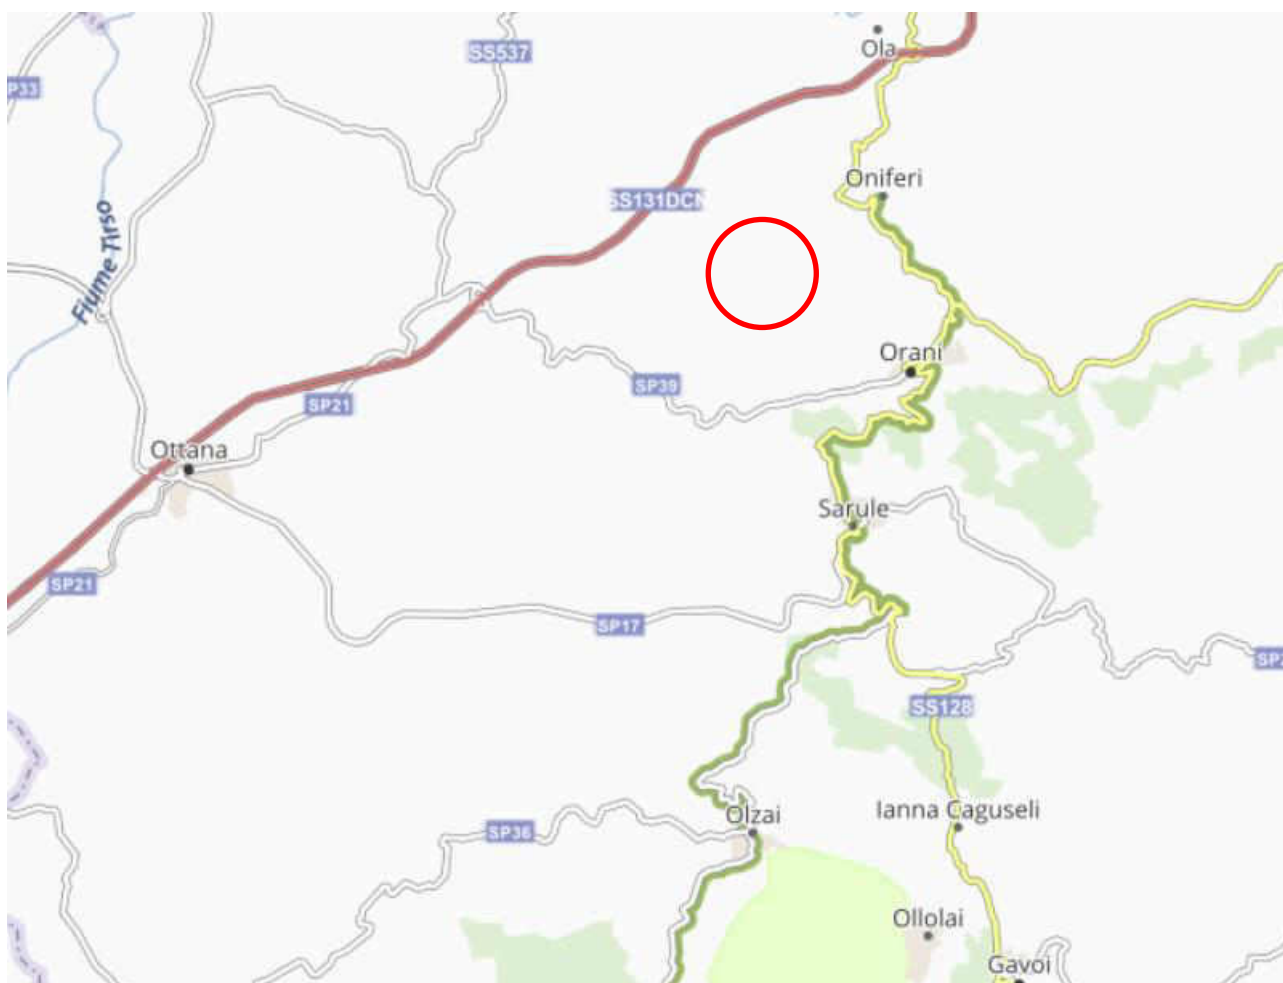 Ola
SS537
P33
Oniferi
SS131DCN
Fiume Tirso
Orani
SP39
SP21
Ottana
Sarule
SP21
SP17
SS128
Olzai
Ianna Caguseli
SP36
Ollolai
Gavoi